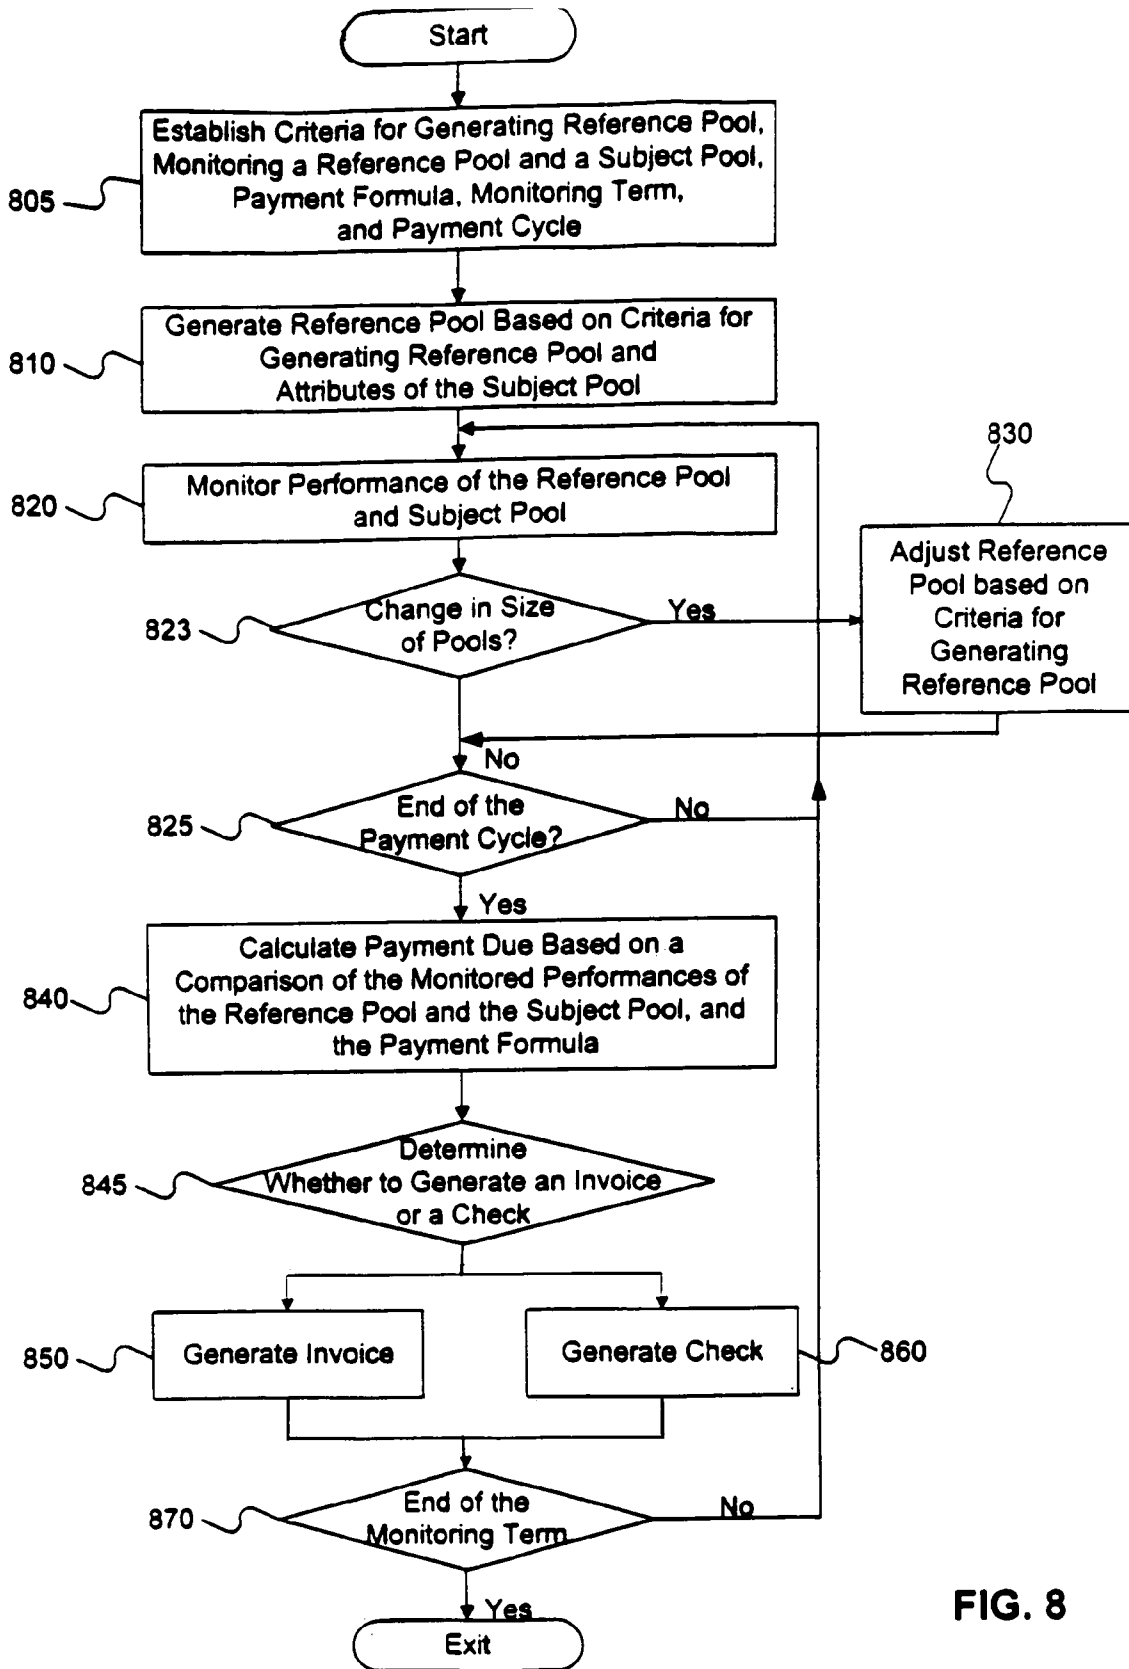 Start
Establish Criteria for Generating Reference Pool,
Monitoring a Reference Pool and a Subject Pool,
Payment Formula, Monitoring Term,
and Payment Cycle
805
Generate Reference Pool Based on Criteria for
Generating Reference Pool and
Attributes of the Subject Pool
810
830
Monitor Performance of the Reference Pool
and Subject Pool
820
Adjust Reference
Pool based on
Criteria for
Generating
Reference Pool
Change in Size
of Pools?
Yes
823
No
End of the
Payment Cycle?
No
825
Yes
Calculate Payment Due Based on a
Comparison of the Monitored Performances of
the Reference Pool and the Subject Pool, and
the Payment Formula
840
Determine
Whether to Generate an Invoice
or a Check
845
850
Generate Invoice
Generate Check
860
End of the
Monitoring Term
No
870
Yes
Exit
FIG. 8